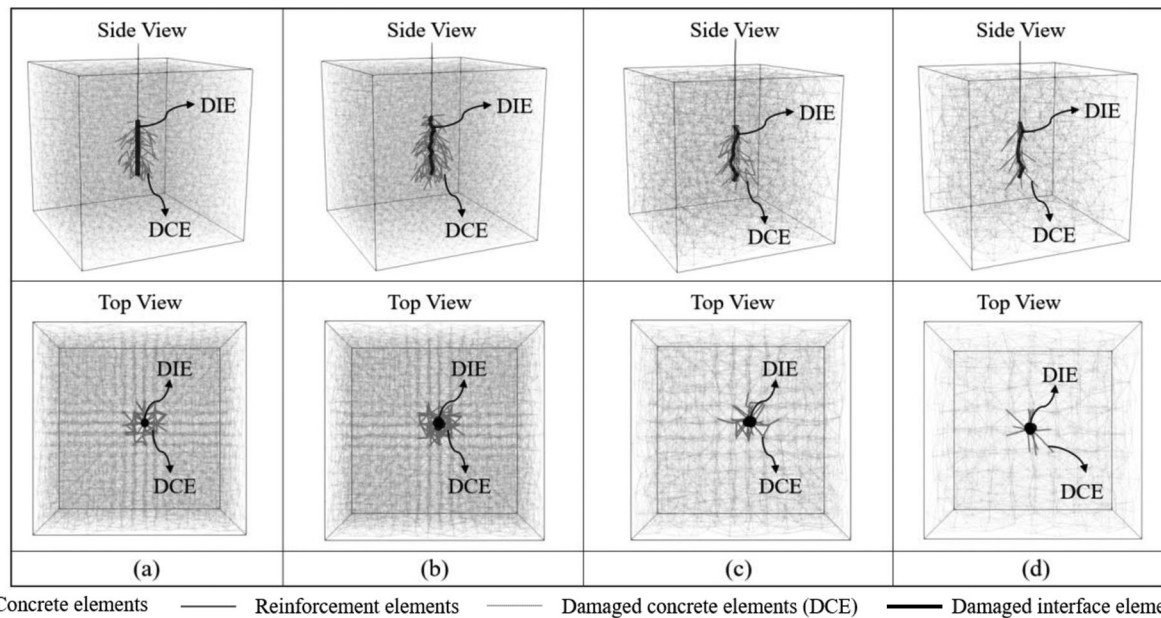 Side View Side View Side View Side View
DIE DIE DIE DIE
DCE DCE DCE DCE
Top View Top View Top View Top View
DIE DIE DIE DIE
DCE DCE DCE DCE
(a) (b) (c) (d)
Concrete elements Reinforcement elements Damaged concrete elements (DCE) Damaged interface